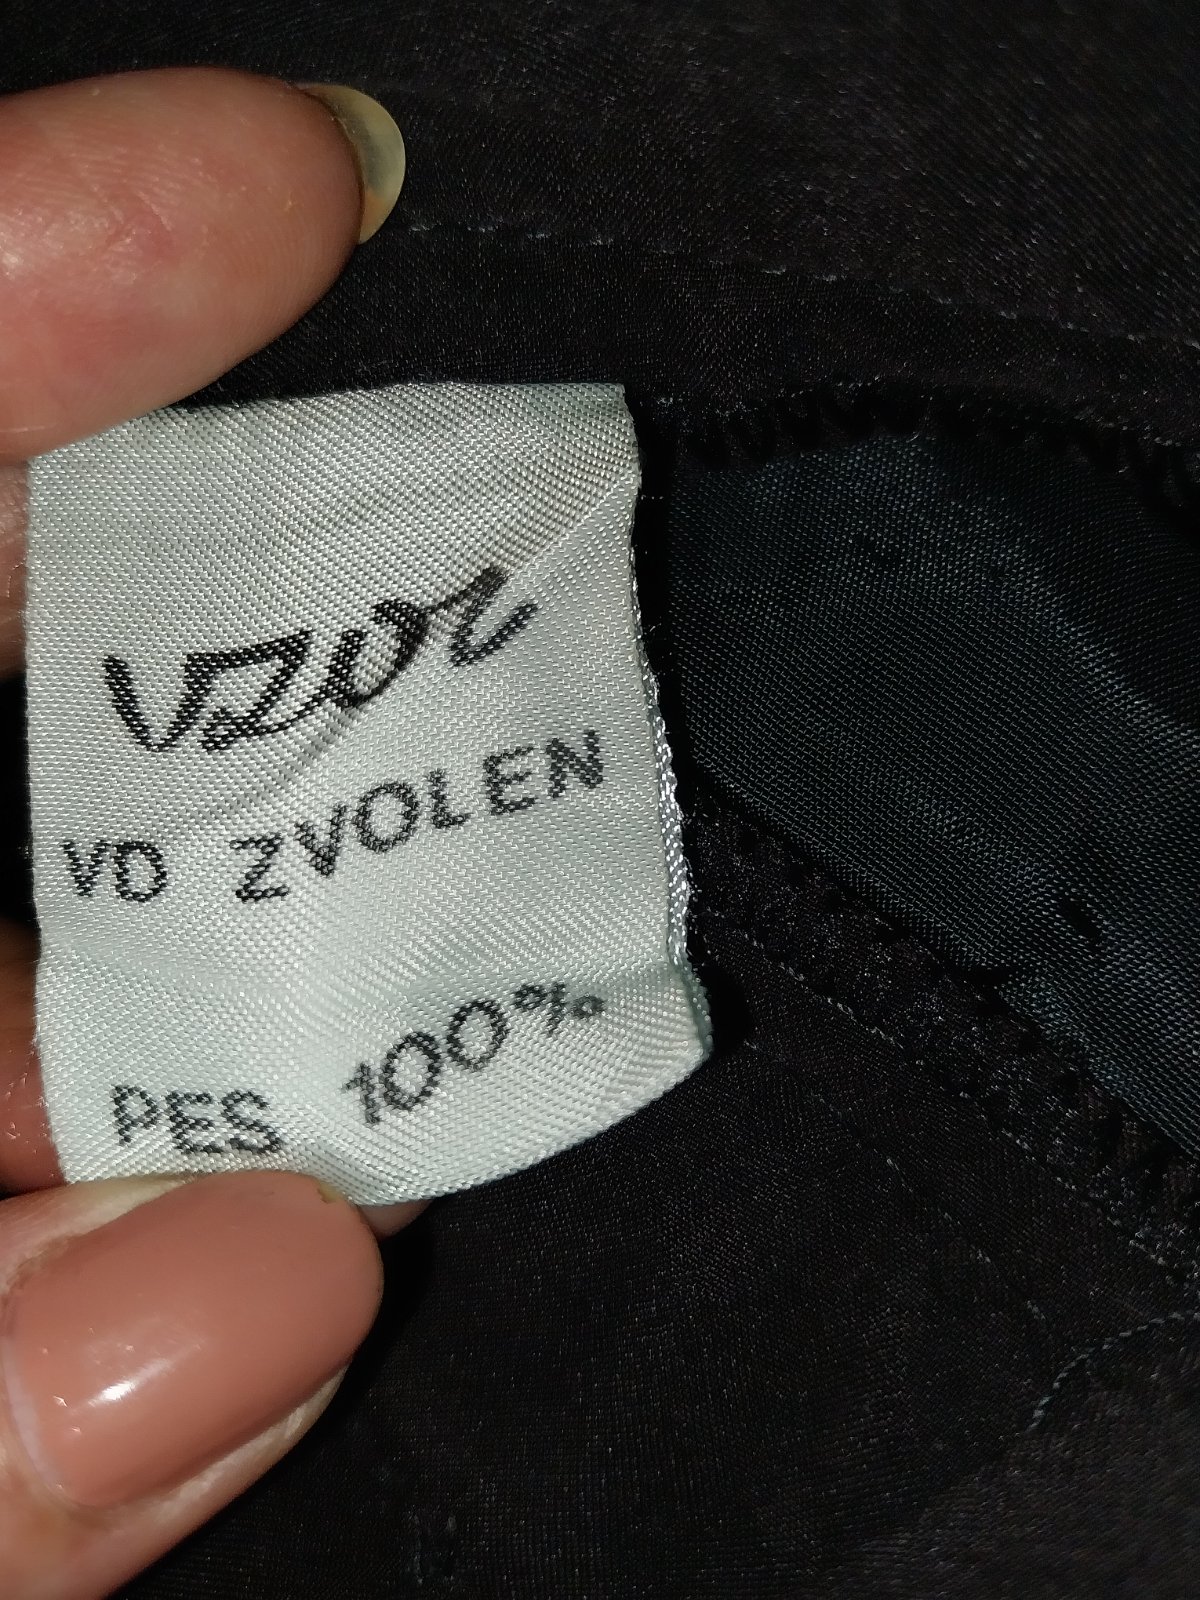 vzor
VD ZVOLEN
PES 100%